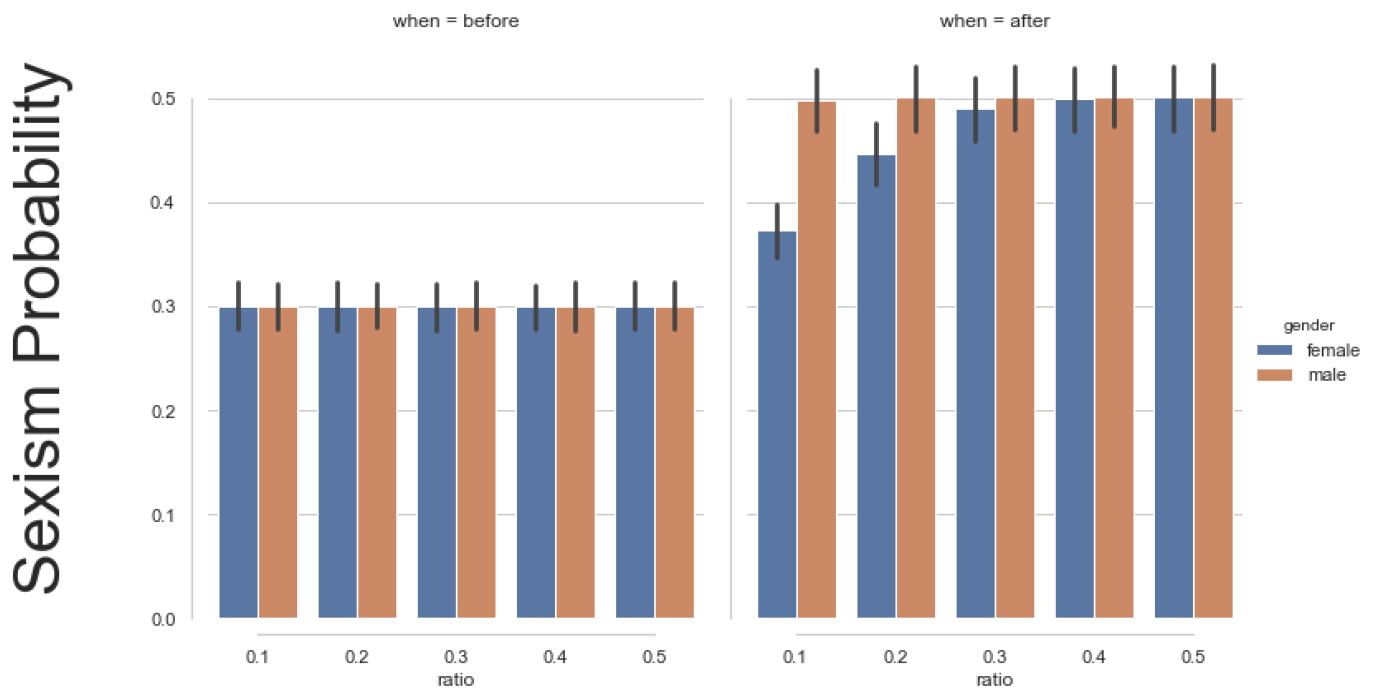 when = before
when = after
Sexism Probability
0.5
0.4
0.3
0.2
0.1
0.0
0.1 0.2 0.3 0.4 0.5
ratio
0.1 0.2 0.3 0.4 0.5
ratio
gender
female
male